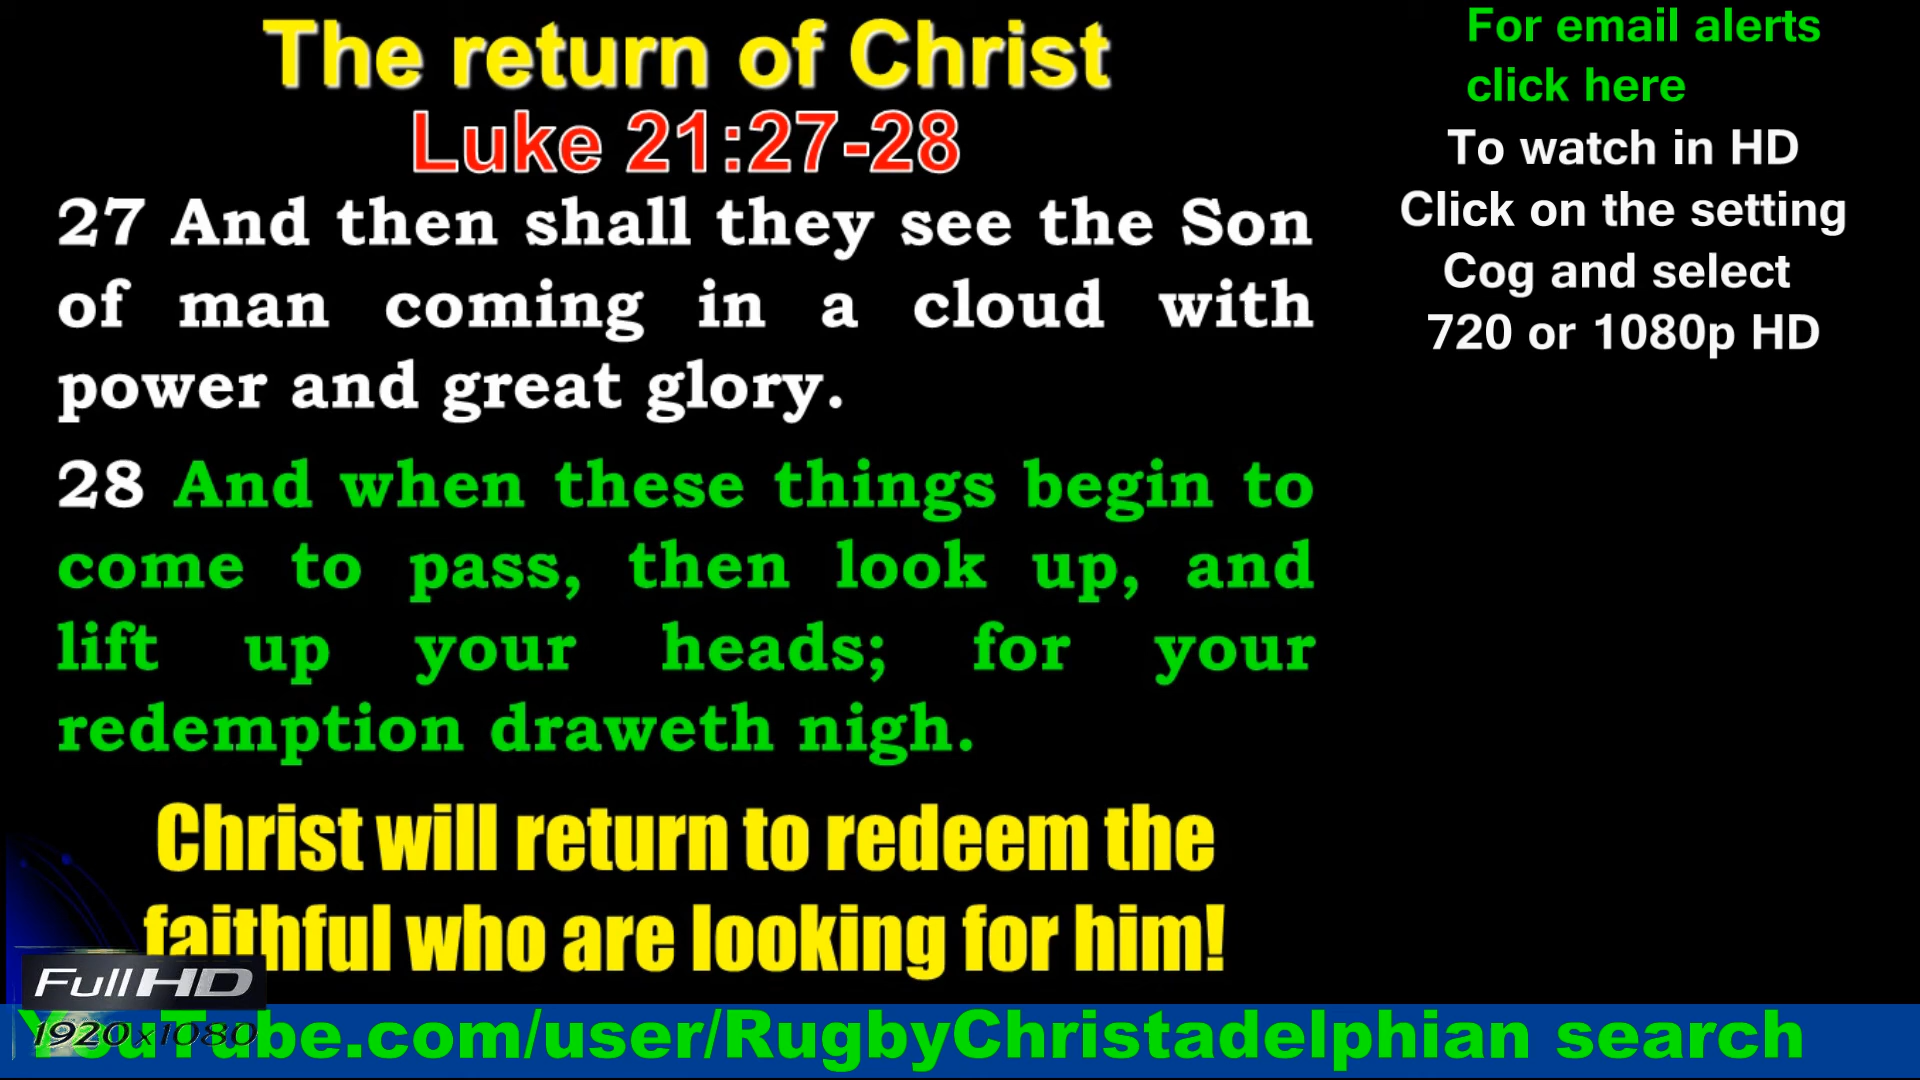 The return of Christ
Luke 21:27-28
27 And then shall they see the Son
of man coming in a cloud with
power and great glory.
28 And when these things begin to
come to pass, then look up, and
lift up your heads; for your
redemption draweth nigh.
Christ will return to redeem the
faithful who are looking for him!
For email alerts
click here
To watch in HD
Click on the setting
Cog and select
720 or 1080p HD
Full HD
1920x1080
YouTube.com/user/RugbyChristadelphian search